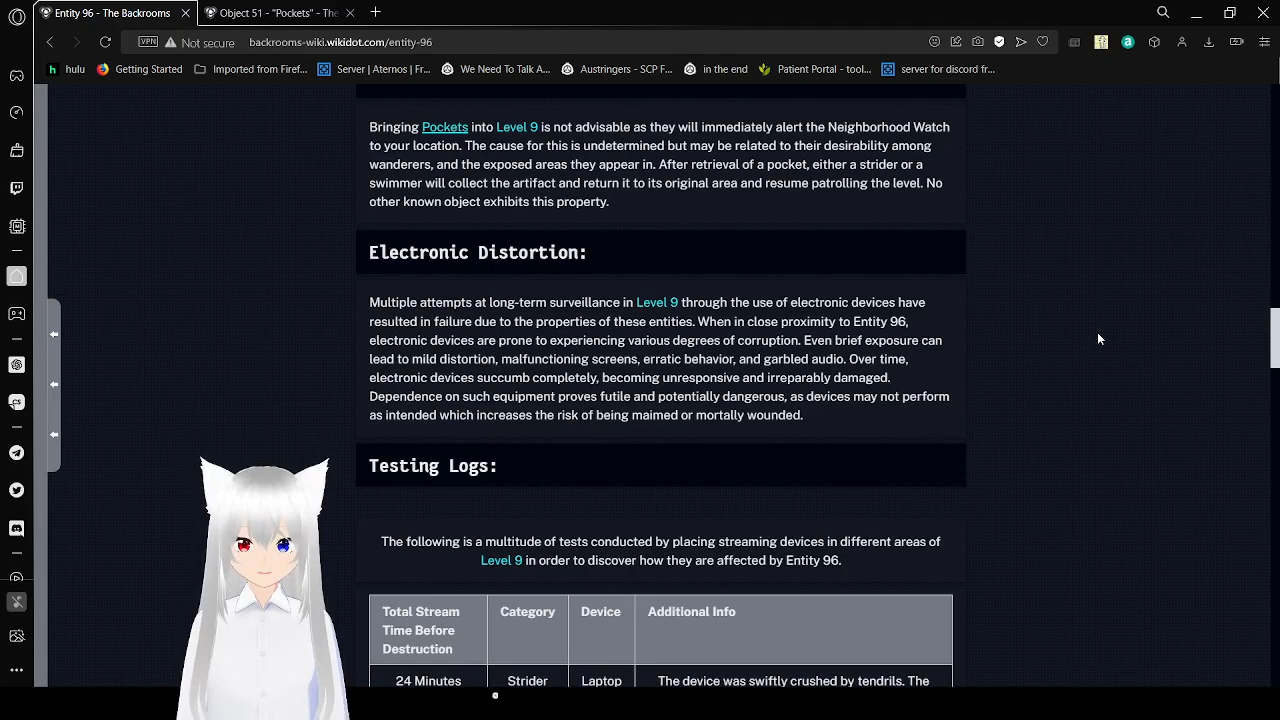 Entity 96 - The Backrooms
Object 51 - "Pockets" - The
VPN Not secure backrooms-wiki.wikidot.com/entity-96
hulu Getting Started Imported from Firef... Server | Aternos | Fr... We Need To Talk A... Austringers - SCP F... in the end Patient Portal - tool... server for discord fr...
Bringing Pockets into Level 9 is not advisable as they will immediately alert the Neighborhood Watch
to your location. The cause for this is undetermined but may be related to their desirability among
wanderers, and the exposed areas they appear in. After retrieval of a pocket, either a strider or a
swimmer will collect the artifact and return it to its original area and resume patrolling the level. No
other known object exhibits this property.
Electronic Distortion:
Multiple attempts at long-term surveillance in Level 9 through the use of electronic devices have
resulted in failure due to the properties of these entities. When in close proximity to Entity 96,
electronic devices are prone to experiencing various degrees of corruption. Even brief exposure can
lead to mild distortion, malfunctioning screens, erratic behavior, and garbled audio. Over time,
electronic devices succumb completely, becoming unresponsive and irreparably damaged.
Dependence on such equipment proves futile and potentially dangerous, as devices may not perform
as intended which increases the risk of being maimed or mortally wounded.
Testing Logs:
The following is a multitude of tests conducted by placing streaming devices in different areas of
Level 9 in order to discover how they are affected by Entity 96.
Total Stream
Time Before
Destruction
Category
Device
Additional Info
24 Minutes
Strider
Laptop
The device was swiftly crushed by tendrils. The